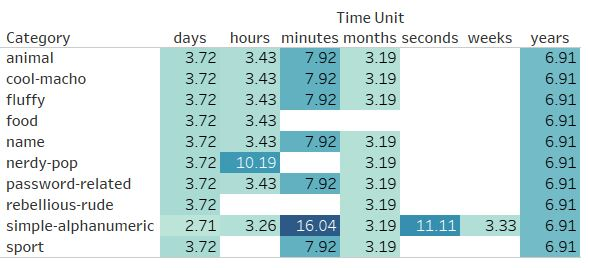 Time Unit
Category days hours minutes months seconds weeks years
animal 3.72 3.43 7.92 3.19 6.91
cool-macho 3.72 3.43 7.92 3.19 6.91
fluffy 3.72 3.43 7.92 3.19 6.91
food 3.72 3.43 6.91
name 3.72 3.43 7.92 3.19 6.91
nerdy-pop 3.72 10.19 3.19 6.91
password-related 3.72 3.43 7.92 3.19 6.91
rebellious-rude 3.72 3.19 6.91
simple-alphanumeric 2.71 3.26 16.04 3.19 11.11 3.33 6.91
sport 3.72 7.92 3.19 6.91